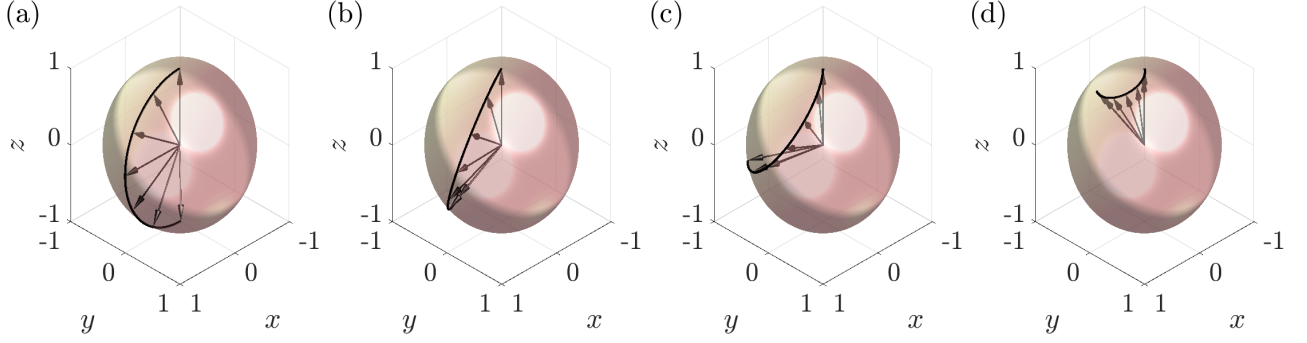 (a) (b) (c) (d)
1 1 1 1
z 0 z 0 z 0 z 0
-1 -1 -1 -1
-1 -1 -1 -1 -1 -1 -1 -1
0 0 0 0 0 0 0 0
1 1 1 1 1 1 1 1
y x y x y x y x